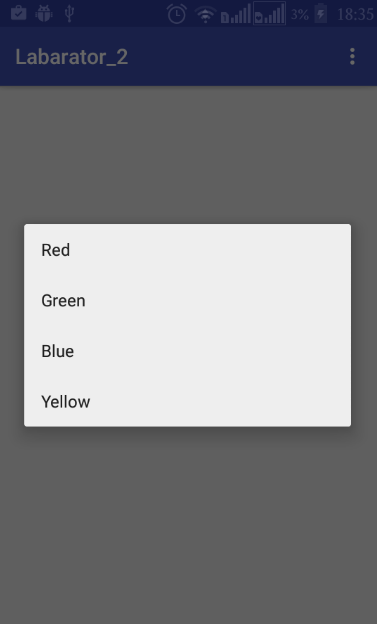 3% 18:35
Labarator_2
Red
Green
Blue
Yellow